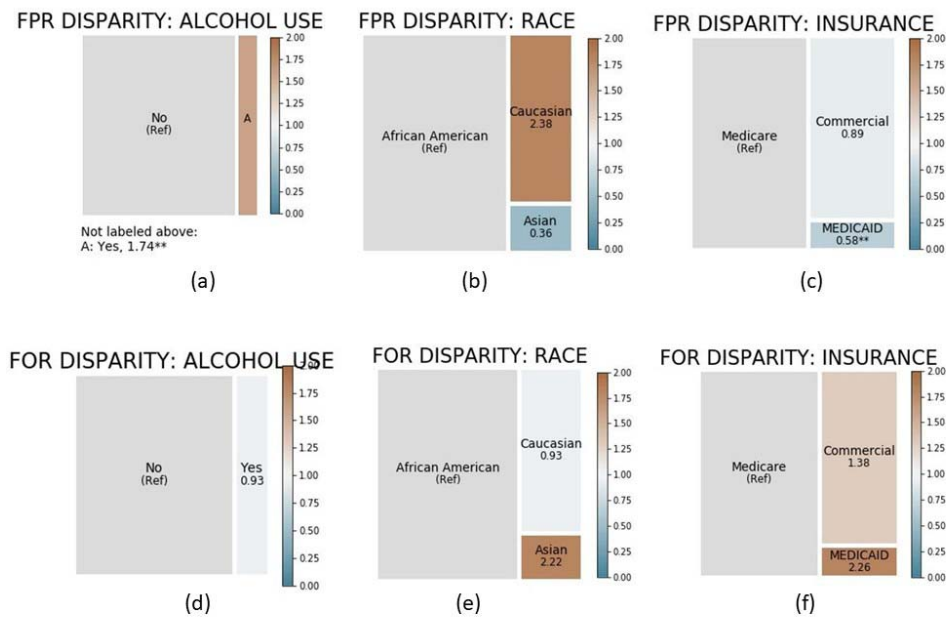 FPR DISPARITY: ALCOHOL USE
No
(Ref)
A
2.00
1.75
1.50
1.25
1.00
0.75
0.50
0.25
0.00
Not labeled above:
A: Yes, 1.74**
(a)
FPR DISPARITY: RACE
African American
(Ref)
Caucasian
2.38
Asian
0.36
2.00
1.75
1.50
1.25
1.00
0.75
0.50
0.25
0.00
(b)
FPR DISPARITY: INSURANCE
Medicare
(Ref)
Commercial
0.89
MEDICAID
0.58**
2.00
1.75
1.50
1.25
1.00
0.75
0.50
0.25
0.00
(c)
FOR DISPARITY: ALCOHOL USE
No
(Ref)
Yes
0.93
2.00
1.75
1.50
1.25
1.00
0.75
0.50
0.25
0.00
(d)
FOR DISPARITY: RACE
African American
(Ref)
Caucasian
0.93
Asian
2.22
2.00
1.75
1.50
1.25
1.00
0.75
0.50
0.25
0.00
(e)
FOR DISPARITY: INSURANCE
Medicare
(Ref)
Commercial
1.38
MEDICAID
2.26
2.00
1.75
1.50
1.25
1.00
0.75
0.50
0.25
0.00
(f)